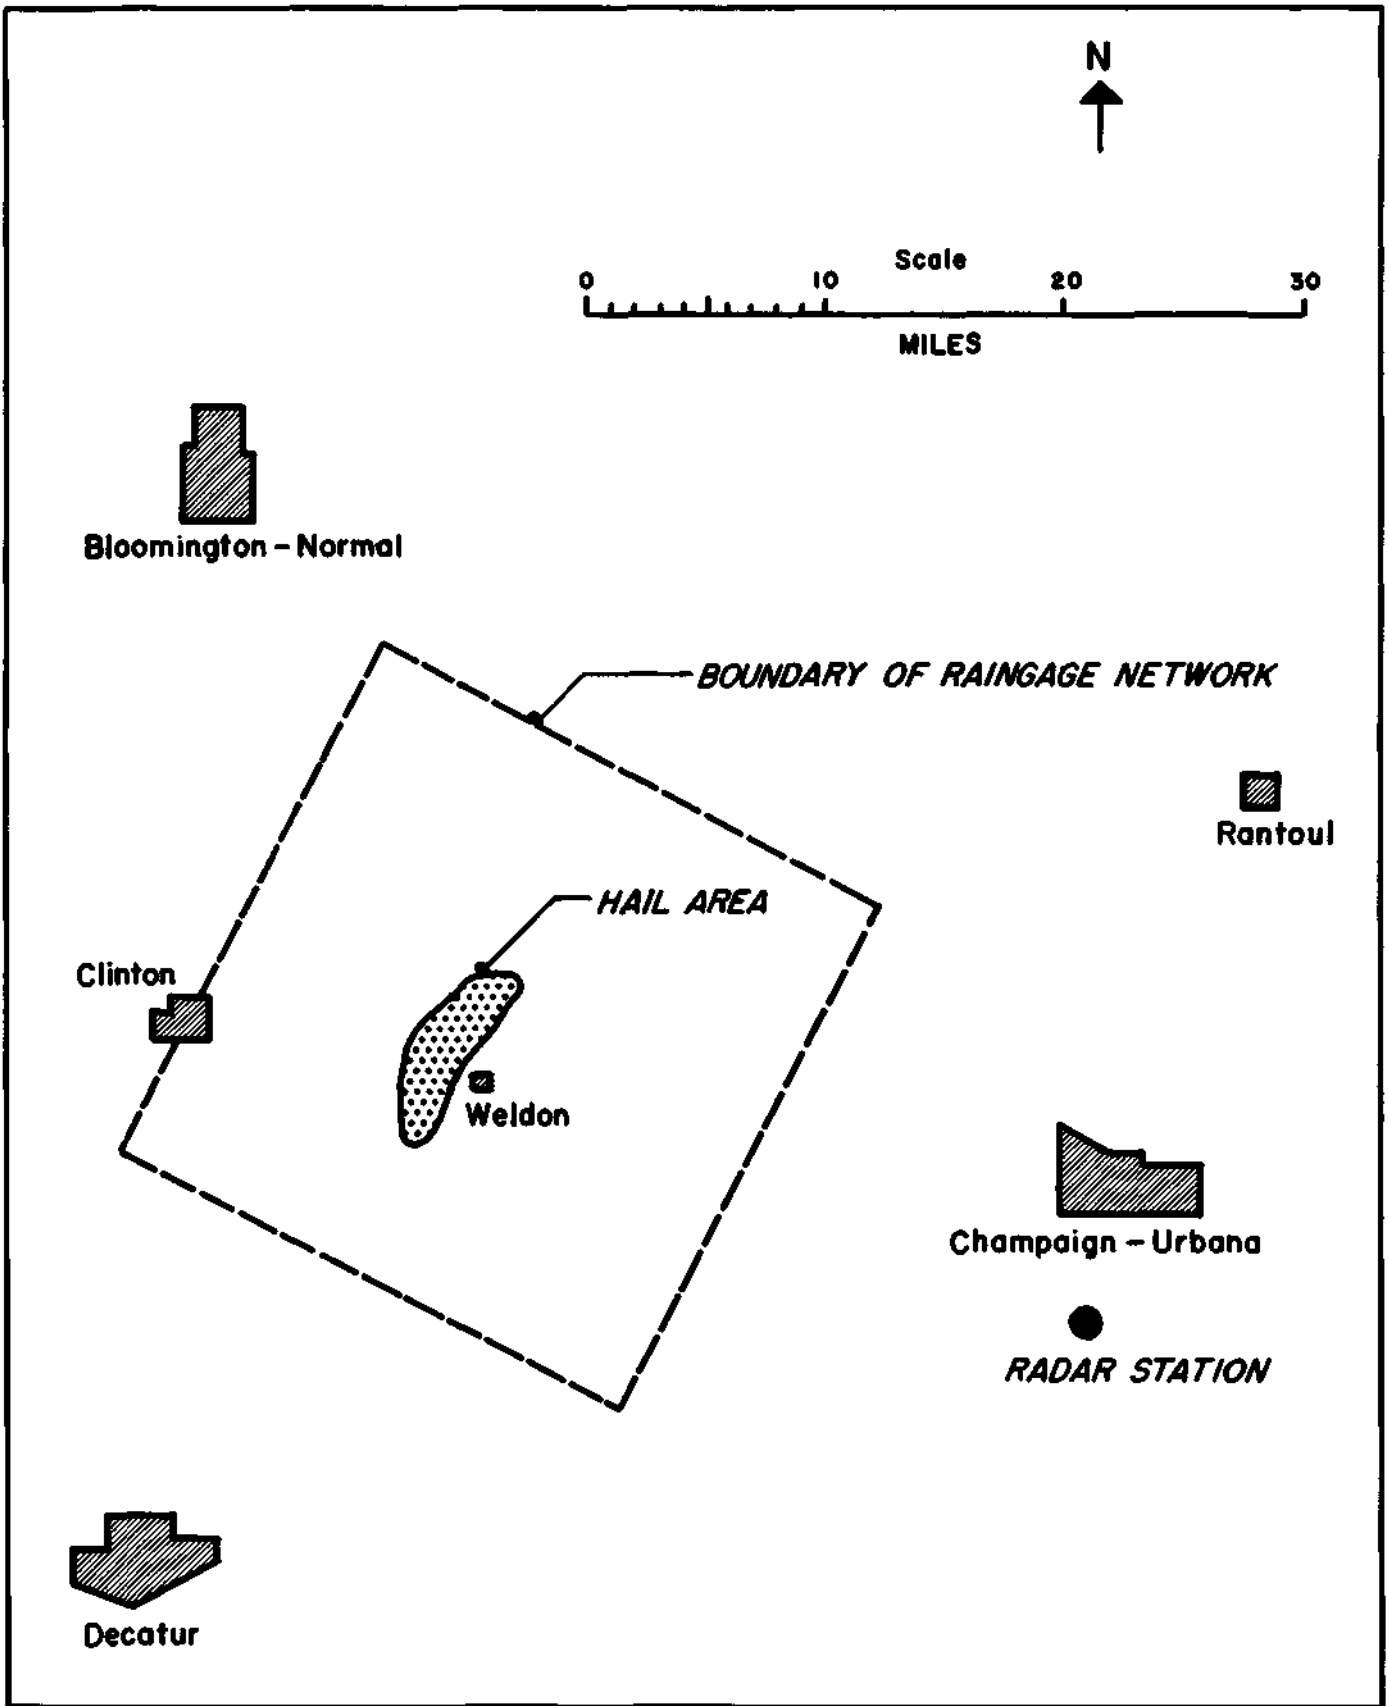 N
Scale
0 10 20 30
MILES
Bloomington - Normal
BOUNDARY OF RAINGAGE NETWORK
Rantoul
HAIL AREA
Clinton
Weldon
Champaign - Urbana
RADAR STATION
Decatur